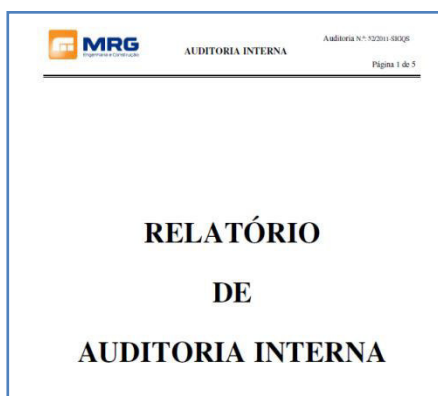 MRG
Engenharia e Construção
AUDITORIA INTERNA
Auditoria N.º: 52/2011-SIGQS
Página 1 de 5
RELATÓRIO
DE
AUDITORIA INTERNA